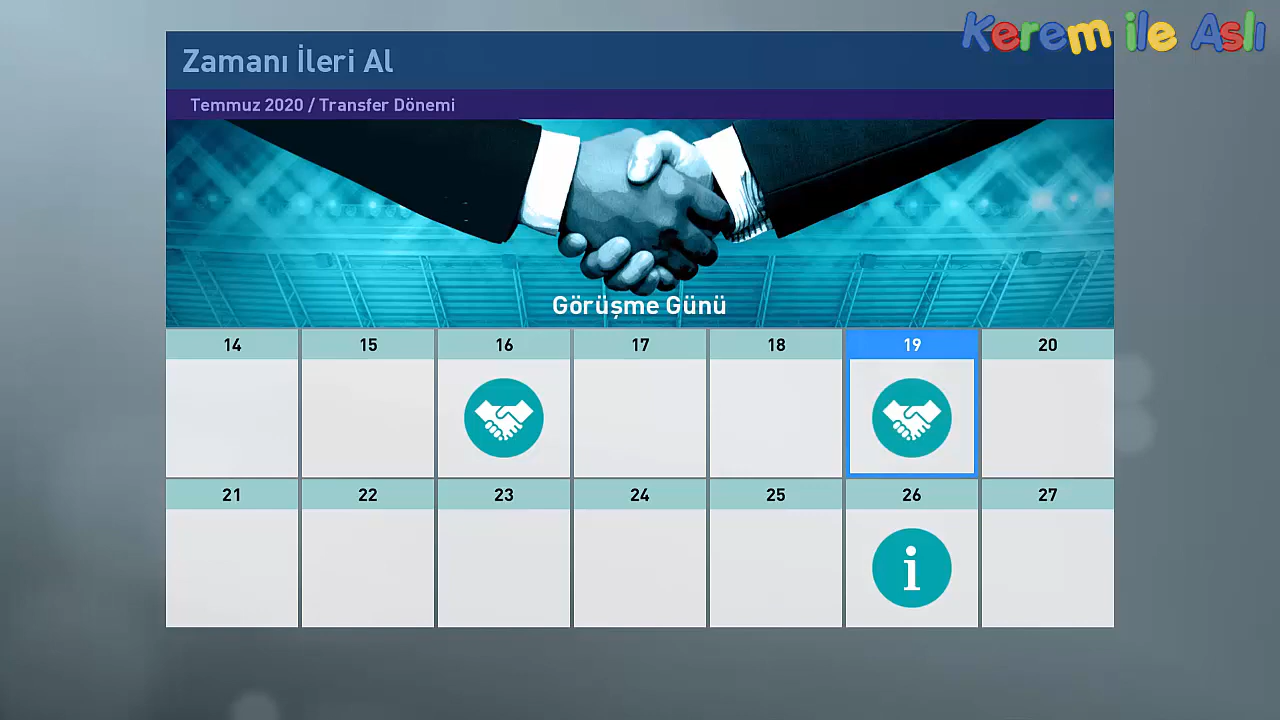 Kerem ile Aslı
Zamanı İleri Al
Temmuz 2020 / Transfer Dönemi
Görüşme Günü
14 15 16 17 18 19 20
21 22 23 24 25 26 27
i